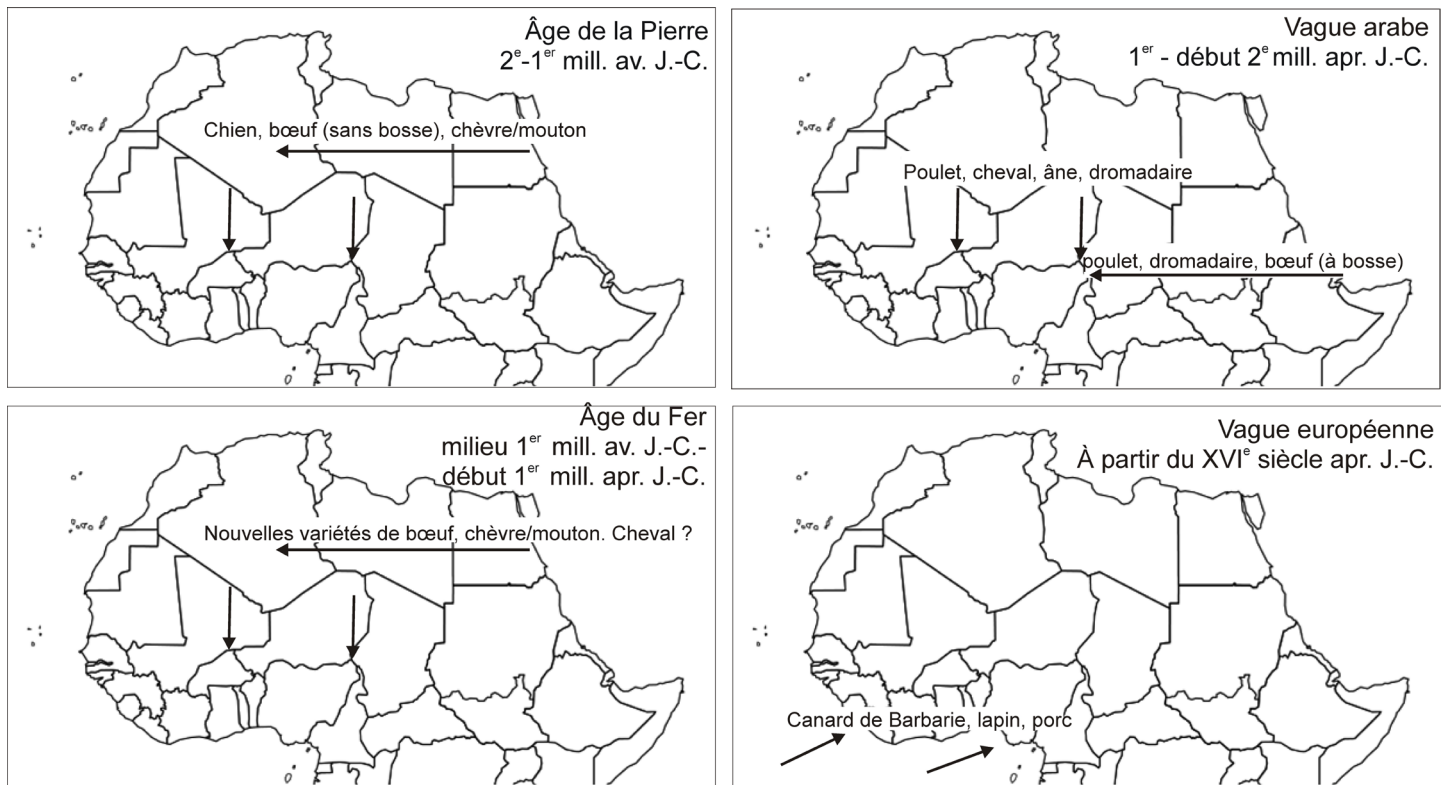 Âge de la Pierre
2e-1er mill. av. J.-C.
Chien, bœuf (sans bosse), chèvre/mouton
Vague arabe
1er - début 2e mill. apr. J.-C.
Poulet, cheval, âne, dromadaire
poulet, dromadaire, bœuf (à bosse)
Âge du Fer
milieu 1er mill. av. J.-C.-
début 1er mill. apr. J.-C.
Nouvelles variétés de bœuf, chèvre/mouton. Cheval ?
Vague européenne
À partir du XVIe siècle apr. J.-C.
Canard de Barbarie, lapin, porc